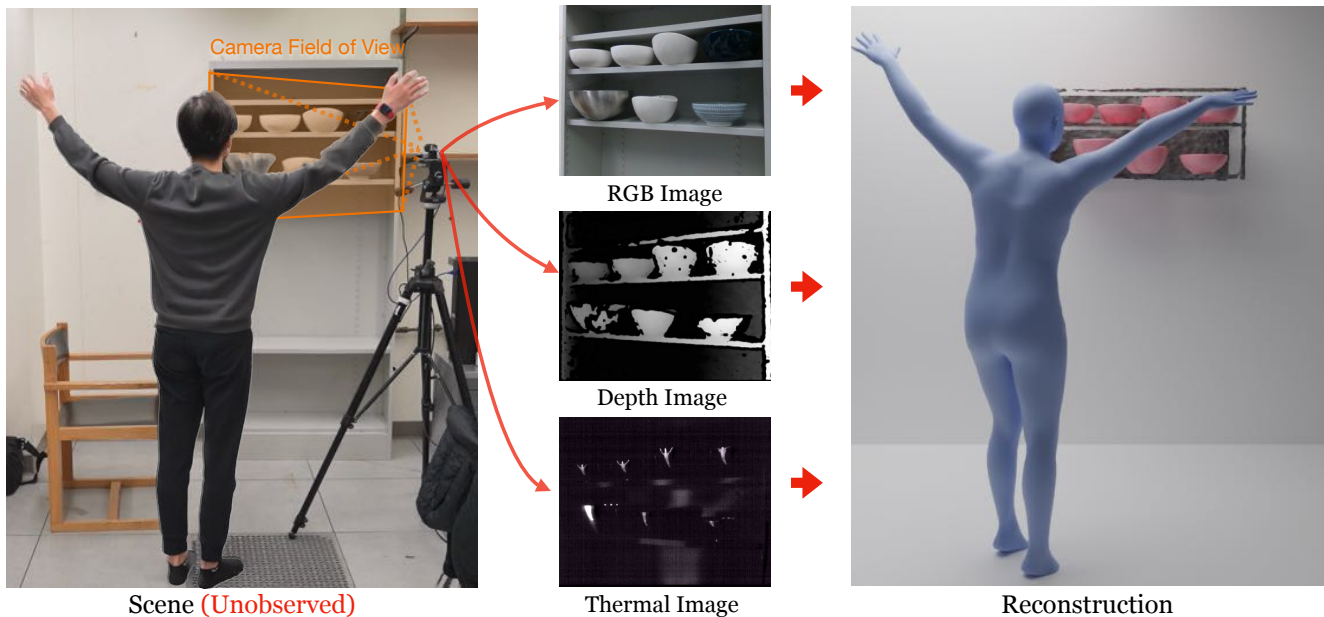 Camera Field of View
RGB Image
Depth Image
Thermal Image
Scene (Unobserved)
Reconstruction